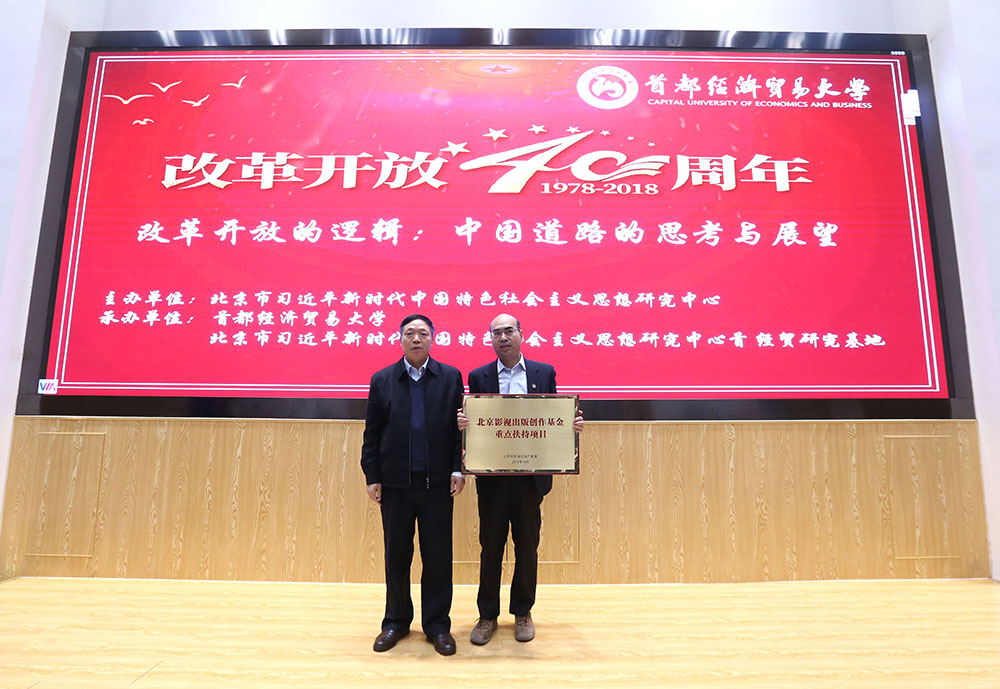 首都经济贸易大学
CAPITAL UNIVERSITY OF ECONOMICS AND BUSINESS
改革开放40周年
1978-2018
改革开放的逻辑：中国道路的思考与展望
主办单位：北京市习近平新时代中国特色社会主义思想研究中心
承办单位：首都经济贸易大学
北京市习近平新时代 国特色社会主义思想研究中心首经贸研究基地
北京影视出版创作基金
重点扶持项目